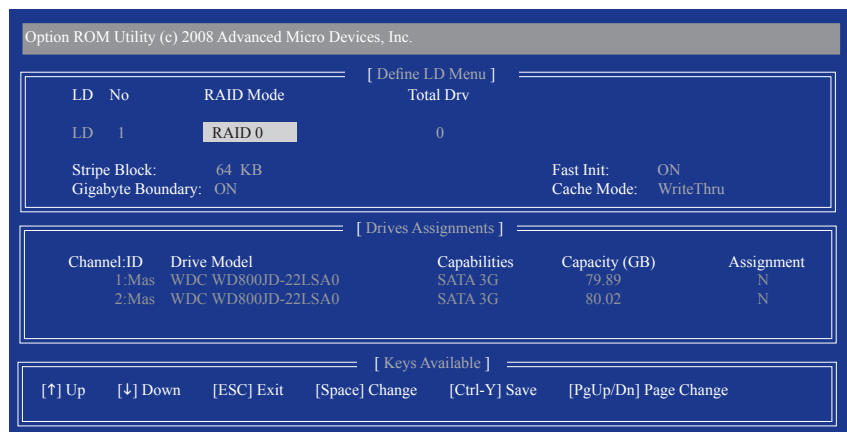 Option ROM Utility (c) 2008 Advanced Micro Devices, Inc.
[ Define LD Menu ]
LD No RAID Mode Total Drv
LD 1 RAID 0 0
Stripe Block: 64 KB Fast Init: ON
Gigabyte Boundary: ON Cache Mode: WriteThru
[ Drives Assignments ]
Channel:ID Drive Model Capabilities Capacity (GB) Assignment
1:Mas WDC WD800JD-22LSA0 SATA 3G 79.89 N
2:Mas WDC WD800JD-22LSA0 SATA 3G 80.02 N
[ Keys Available ]
[↑] Up [↓] Down [ESC] Exit [Space] Change [Ctrl-Y] Save [PgUp/Dn] Page Change